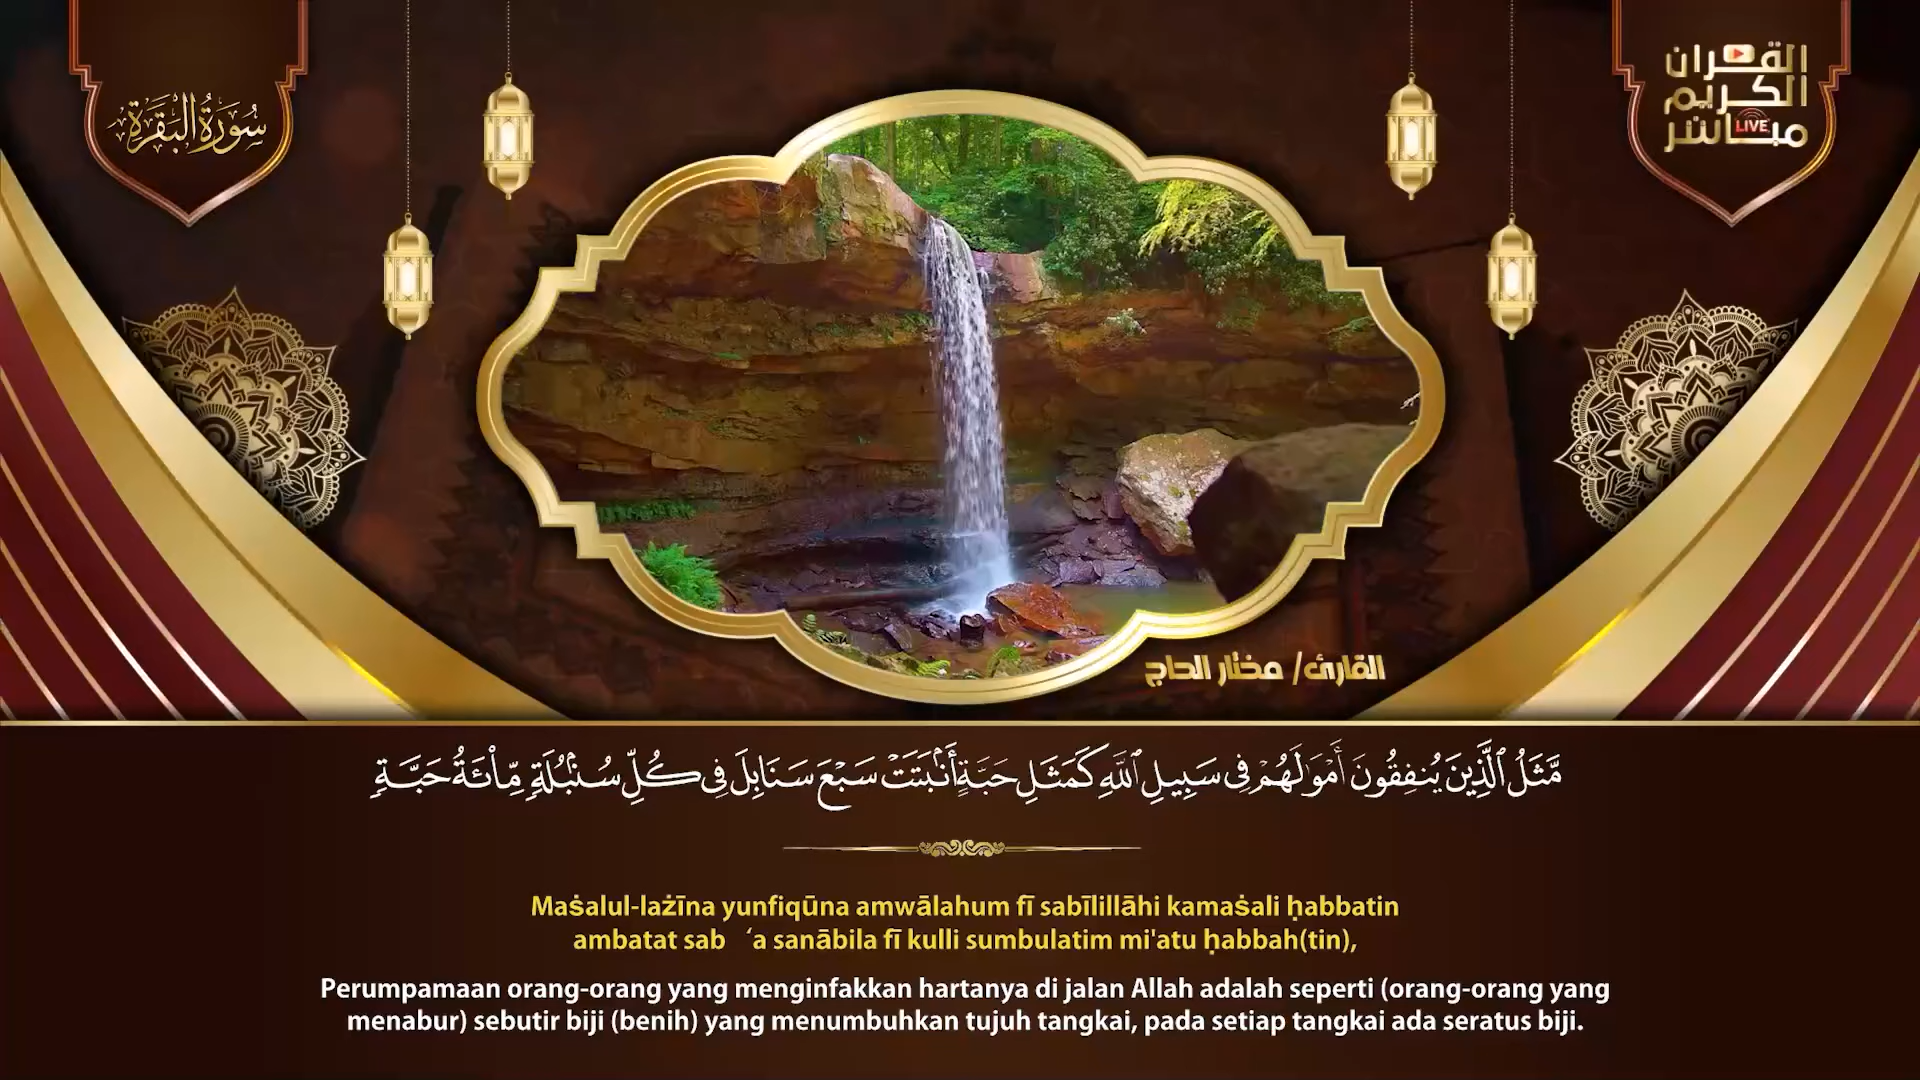 سُورَةُ البَقَرَةِ
القرآن
الكريم
مباشر
LIVE
القارئ/ مختار الحاج
مَّثَلُ ٱلَّذِينَ يُنفِقُونَ أَمْوَٰلَهُمْ فِى سَبِيلِ ٱللَّهِ كَمَثَلِ حَبَّةٍ أَنۢبَتَتْ سَبْعَ سَنَابِلَ فِى كُلِّ سُنۢبُلَةٍ مِّا۟ئَةُ حَبَّةٍ
Maṡalul-lażīna yunfiqūna amwālahum fī sabīlillāhi kamaṡali ḥabbatin
ambatat sab ‘a sanābila fī kulli sumbulatim mi'atu ḥabbah(tin),
Perumpamaan orang-orang yang menginfakkan hartanya di jalan Allah adalah seperti (orang-orang yang
menabur) sebutir biji (benih) yang menumbuhkan tujuh tangkai, pada setiap tangkai ada seratus biji.